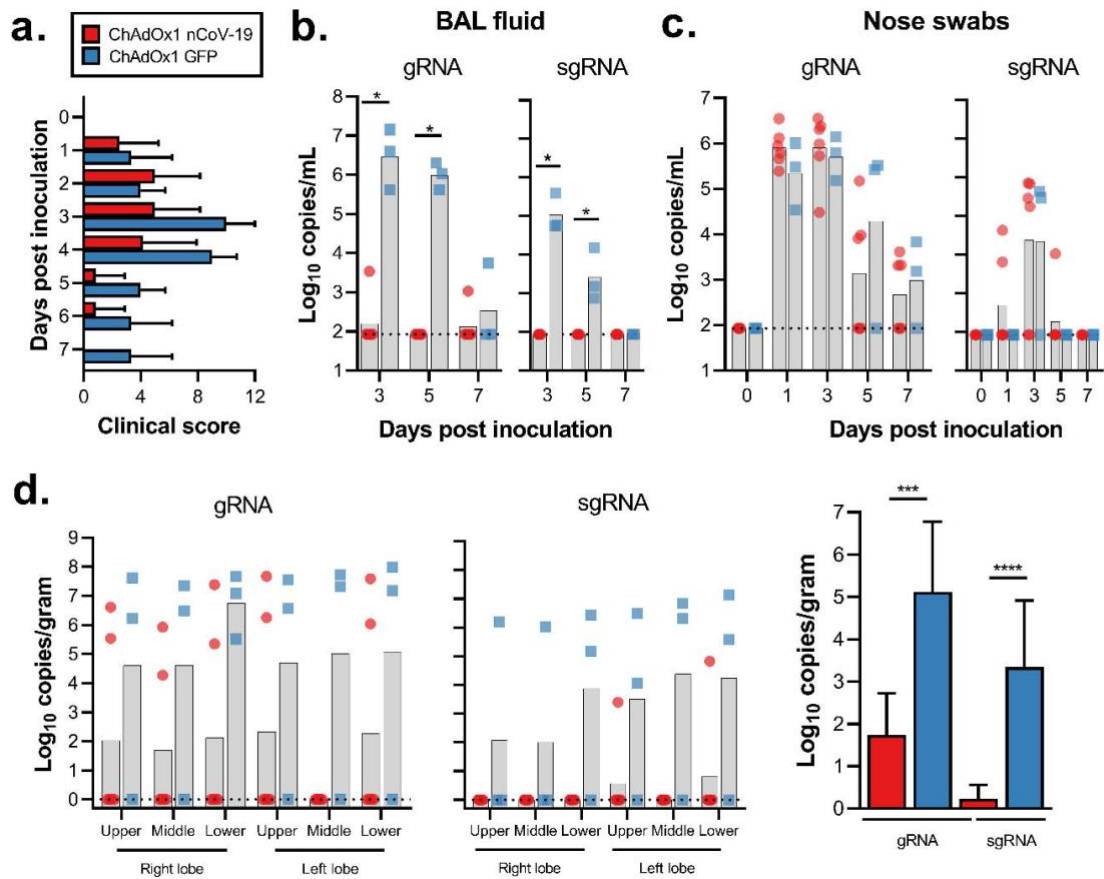 a.
ChAdOx1 nCoV-19
ChAdOx1 GFP
Days post inoculation
0
1
2
3
4
5
6
7
0 4 8 12
Clinical score
b.
BAL fluid
gRNA sgRNA
Log10 copies/mL
8
7
6
5
4
3
2
1
* * * *
3 5 7 3 5 7
Days post inoculation
c.
Nose swabs
gRNA sgRNA
7
6
5
4
3
2
1
0 1 3 5 7 0 1 3 5 7
Days post inoculation
d.
gRNA
Log10 copies/gram
9
8
7
6
5
4
3
2
1
0
Upper Middle Lower Upper Middle Lower
Right lobe Left lobe
sgRNA
Upper Middle Lower Upper Middle Lower
Right lobe Left lobe
Log10 copies/gram
7
6
5
4
3
2
1
0
*** ****
gRNA sgRNA